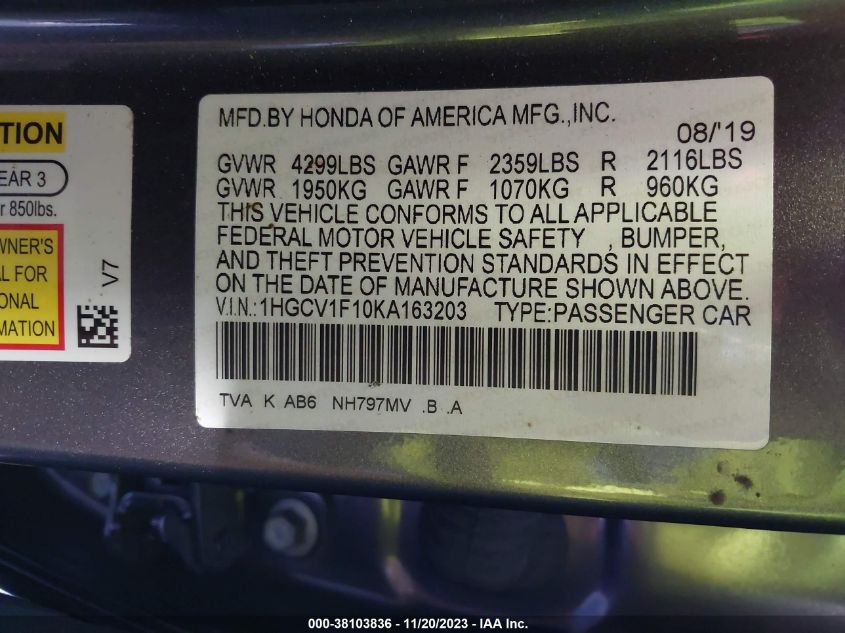 TION
EAR 3
r 850lbs.
WNER'S
AL FOR
ONAL
MATION
V7
MFD.BY HONDA OF AMERICA MFG.,INC.
08/'19
GVWR 4299LBS GAWR F 2359LBS R 2116LBS
GVWR 1950KG GAWR F 1070KG R 960KG
THIS VEHICLE CONFORMS TO ALL APPLICABLE
FEDERAL MOTOR VEHICLE SAFETY , BUMPER,
AND THEFT PREVENTION STANDARDS IN EFFECT
ON THE DATE OF MANUFACTURE SHOWN ABOVE.
V.I.N.:1HGCV1F10KA163203 TYPE:PASSENGER CAR
TVA K AB6 NH797MV .B .A
000-38103836 - 11/20/2023 - IAA Inc.